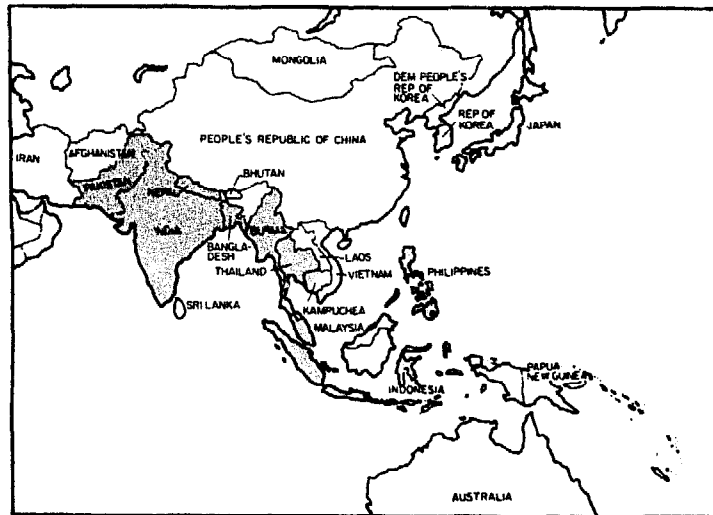 MONGOLIA
DEM PEOPLE'S
REP OF
KOREA
REP OF
KOREA
JAPAN
PEOPLE'S REPUBLIC OF CHINA
IRAN
AFGHANISTAN
PAKISTAN
NEPAL
BHUTAN
INDIA
BURMA
BANGLA-
DESH
LAOS
THAILAND
VIETNAM
PHILIPPINES
KAMPUCHEA
SRI LANKA
MALAYSIA
PAPUA
NEW GUINEA
INDONESIA
AUSTRALIA